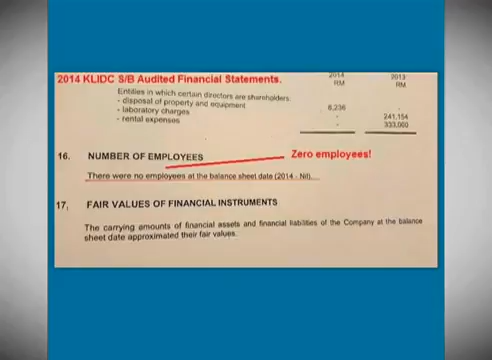 2014 KLIDC S/B Audited Financial Statements.
2014 2013
RM RM
Entities in which certain directors are shareholders:
- disposal of property and equipment 6,236 -
- laboratory charges - 241,154
- rental expenses - 333,060
16. NUMBER OF EMPLOYEES Zero employees!
There were no employees at the balance sheet date (2014 - Nil).
17. FAIR VALUES OF FINANCIAL INSTRUMENTS
The carrying amounts of financial assets and financial liabilities of the Company at the balance
sheet date approximated their fair values.